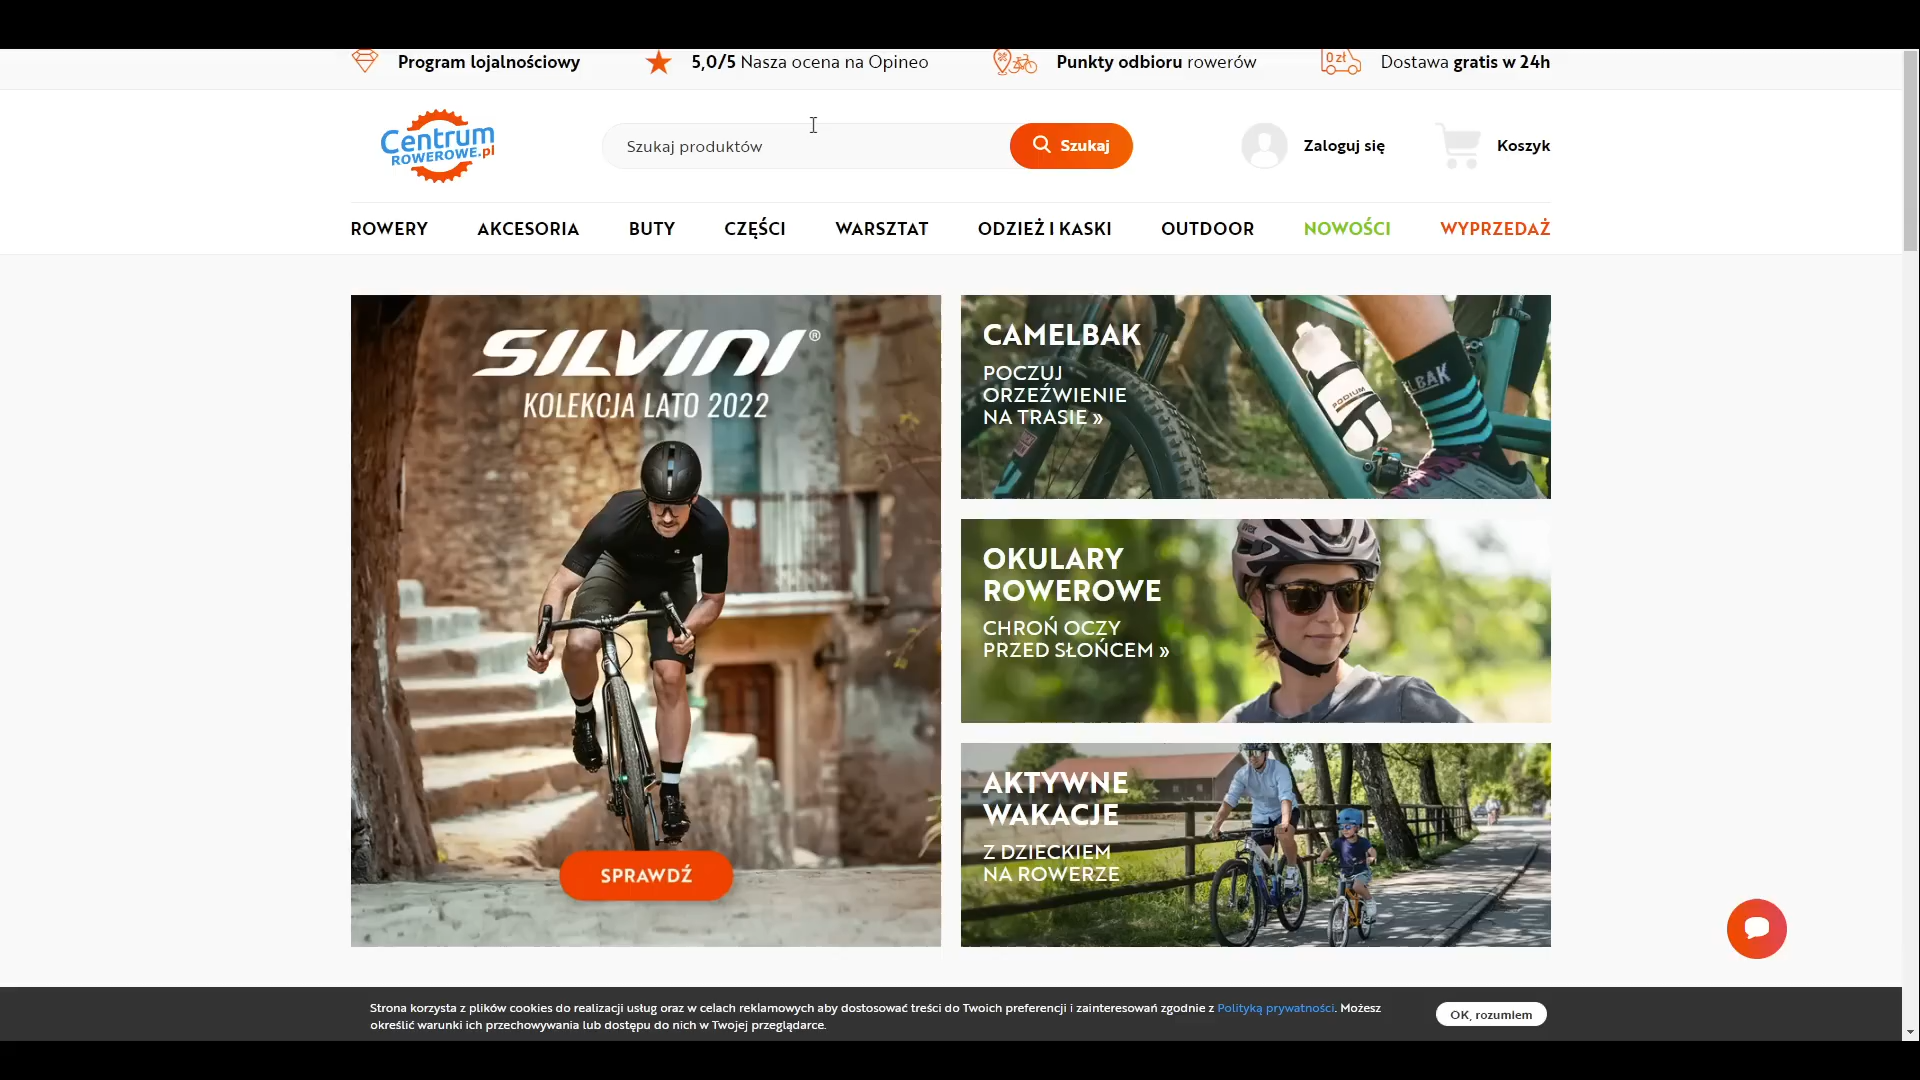 Program lojalnościowy
5,0/5 Nasza ocena na Opineo
Punkty odbioru rowerów
0 zł
Dostawa gratis w 24h
Centrum
ROWEROWE.pl
Szukaj produktów
Szukaj
Zaloguj się
Koszyk
ROWERY
AKCESORIA
BUTY
CZĘŚCI
WARSZTAT
ODZIEŻ I KASKI
OUTDOOR
NOWOŚCI
WYPRZEDAŻ
SILVINI®
KOLEKCJA LATO 2022
SPRAWDŹ
CAMELBAK
POCZUJ
ORZEŹWIENIE
NA TRASIE »
PODIUM
ELBAK
OKULARY
ROWEROWE
CHROŃ OCZY
PRZED SŁOŃCEM »
uvex
AKTYWNE
WAKACJE
Z DZIECKIEM
NA ROWERZE
Strona korzysta z plików cookies do realizacji usług oraz w celach reklamowych aby dostosować treści do Twoich preferencji i zainteresowań zgodnie z Polityką prywatności. Możesz
określić warunki ich przechowywania lub dostępu do nich w Twojej przeglądarce.
OK, rozumiem